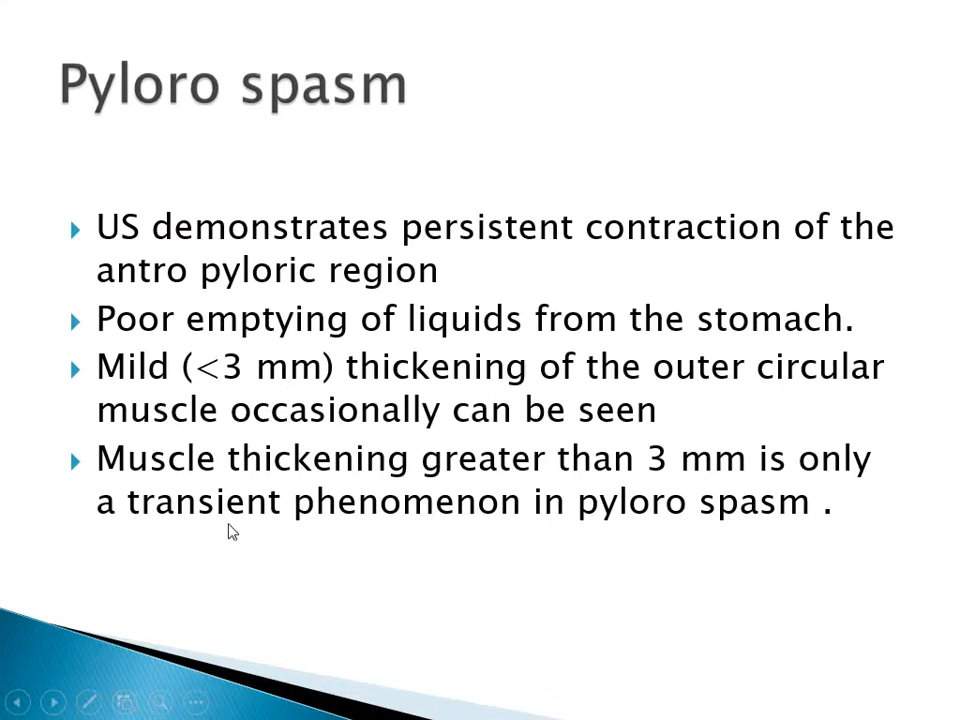 Pyloro spasm
US demonstrates persistent contraction of the
antro pyloric region
Poor emptying of liquids from the stomach.
Mild (<3 mm) thickening of the outer circular
muscle occasionally can be seen
Muscle thickening greater than 3 mm is only
a transient phenomenon in pyloro spasm .